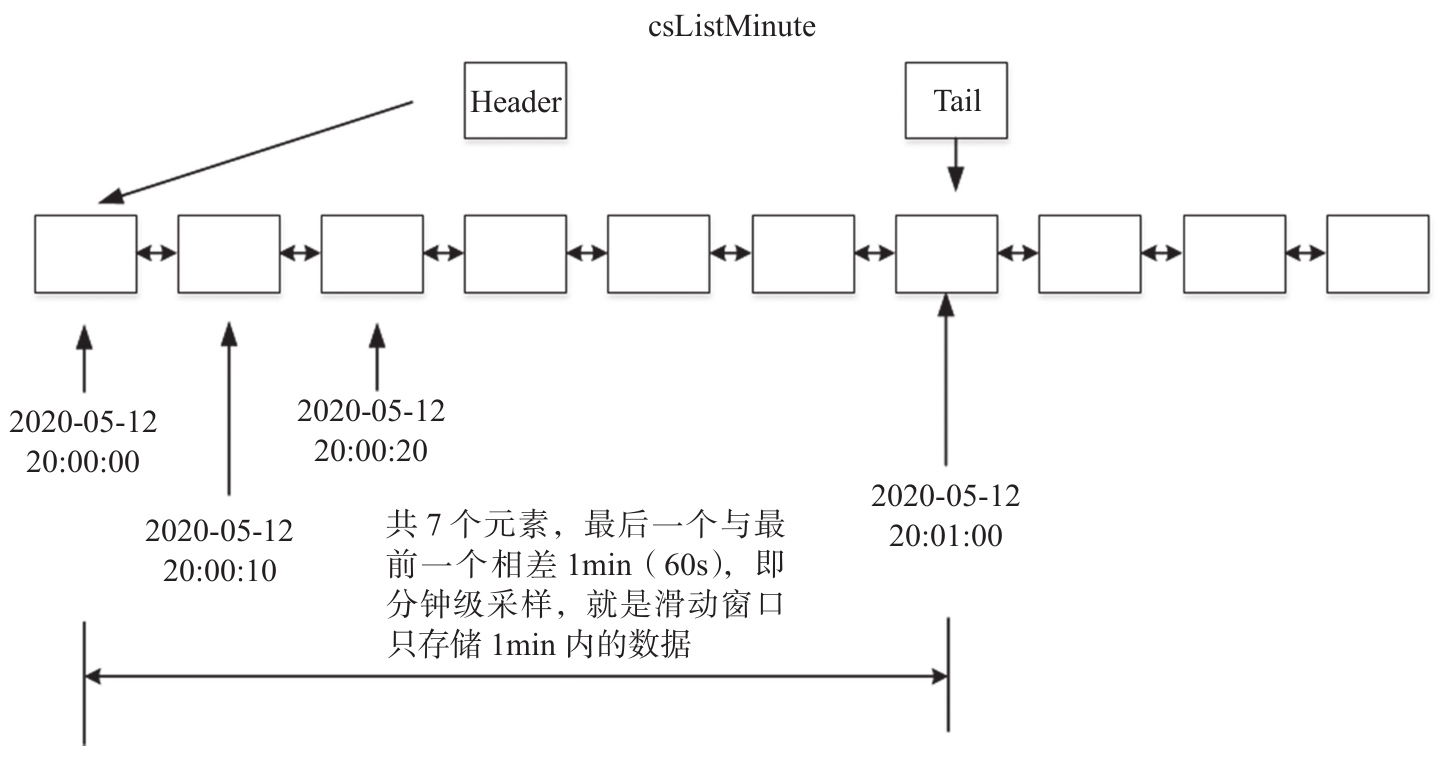 csListMinute
Header
Tail
2020-05-12
20:00:00
2020-05-12
20:00:10
2020-05-12
20:00:20
共 7 个元素，最后一个与最
前一个相差 1min（60s），即
分钟级采样，就是滑动窗口
只存储 1min 内的数据
2020-05-12
20:01:00